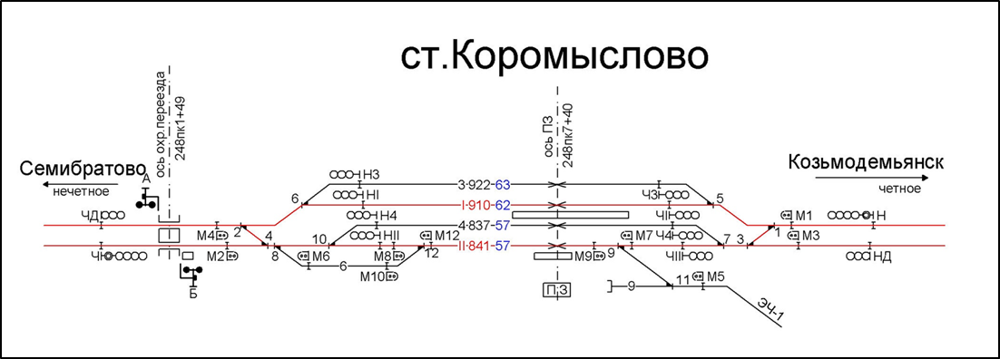 ст.Коромыслово
ось охр.переезда
248пк1+49
ось ПЗ
248пк7+40
Семибратово
нечетное
Козьмодемьянск
четное
А
Н3
3-922-63
6
НI
I-910-62
ЧЗ
5
ЧД
Н4
4-837-57
ЧI
М1
Н
М4
2
4
10
НII
М12
II-841-57
Ч4
7
3
1
М3
Ч
М2
8
М6
6
М8
М10
12
М9
9
М7
ЧII
НД
Б
ПЗ
9
11
М5
ЭЧ-1